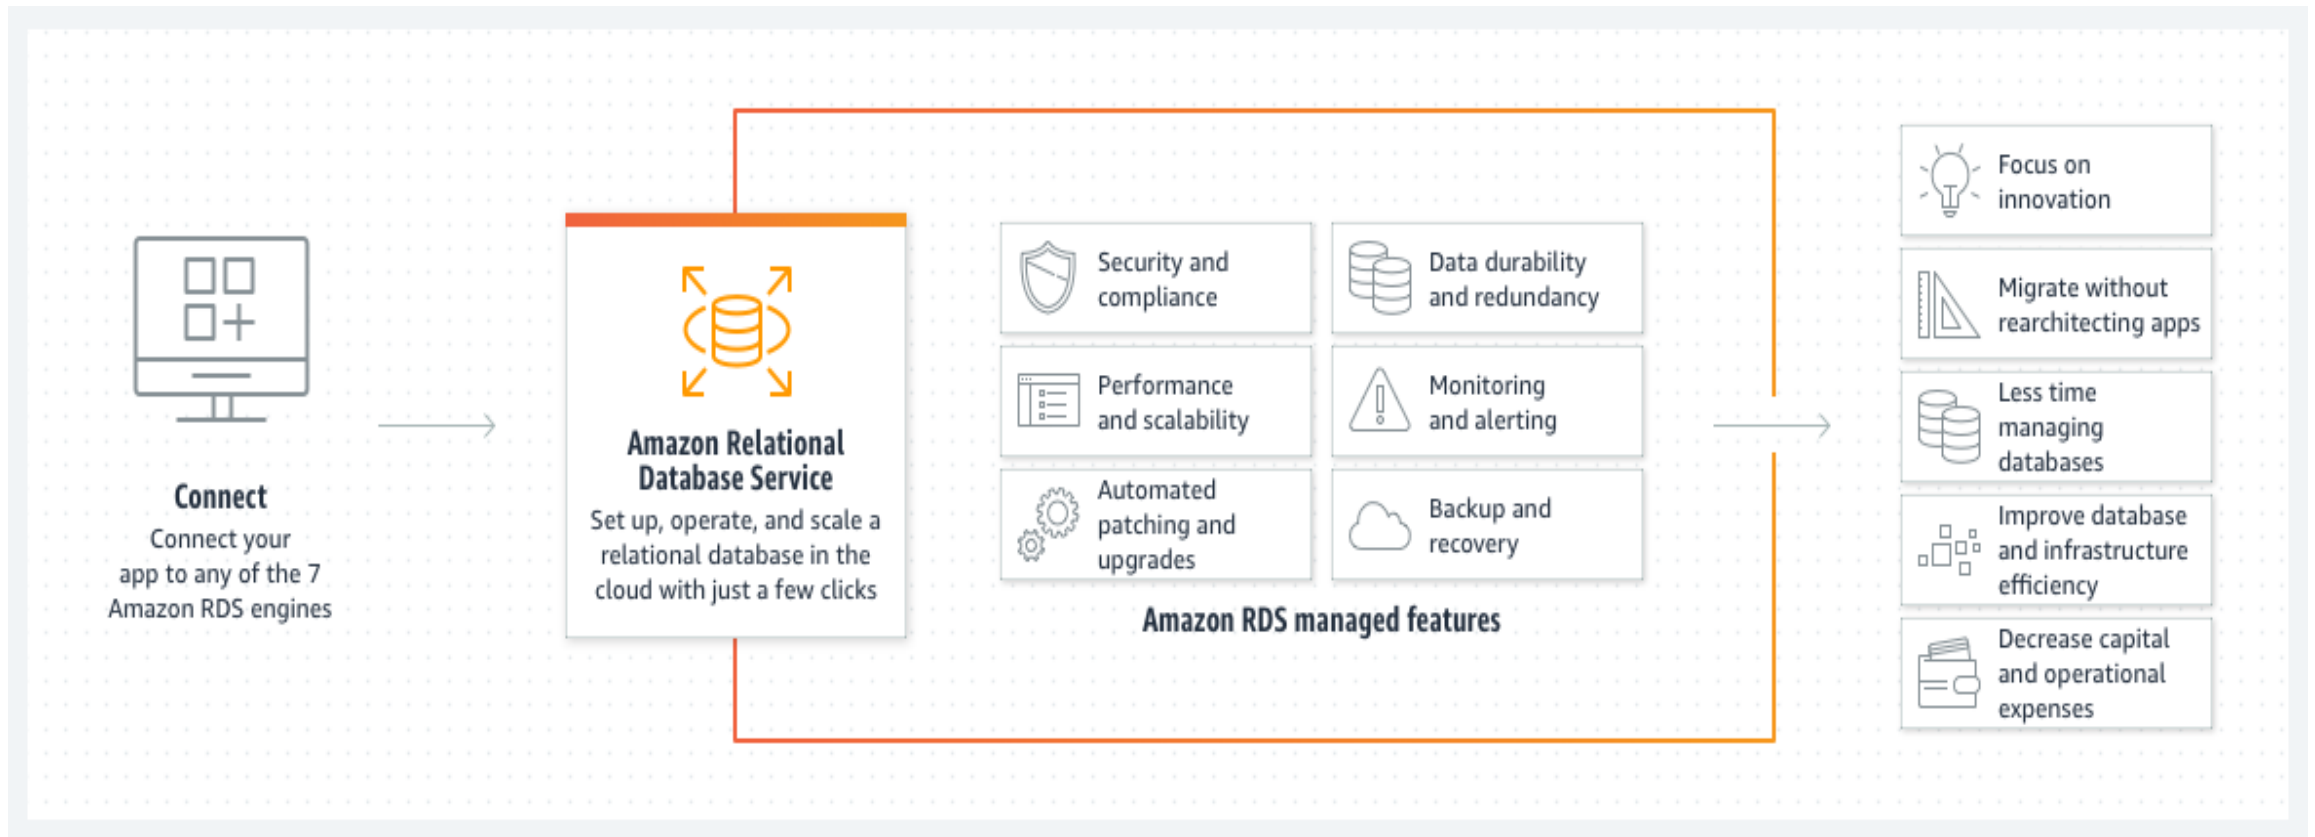 Connect
Connect your
app to any of the 7
Amazon RDS engines
Amazon Relational
Database Service
Set up, operate, and scale a
relational database in the
cloud with just a few clicks
Security and
compliance
Data durability
and redundancy
Performance
and scalability
Monitoring
and alerting
Automated
patching and
upgrades
Backup and
recovery
Amazon RDS managed features
Focus on
innovation
Migrate without
rearchitecting apps
Less time
managing
databases
Improve database
and infrastructure
efficiency
Decrease capital
and operational
expenses